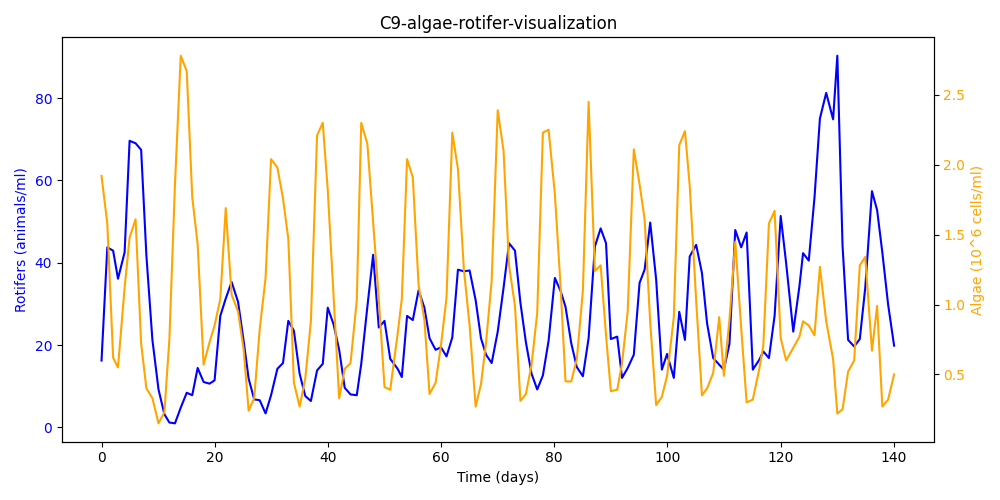 C9-algae-rotifer-visualization
Rotifers (animals/ml)
80
60
40
20
0
2.5
2.0
1.5
1.0
0.5
Algae (10^6 cells/ml)
0 20 40 60 80 100 120 140
Time (days)